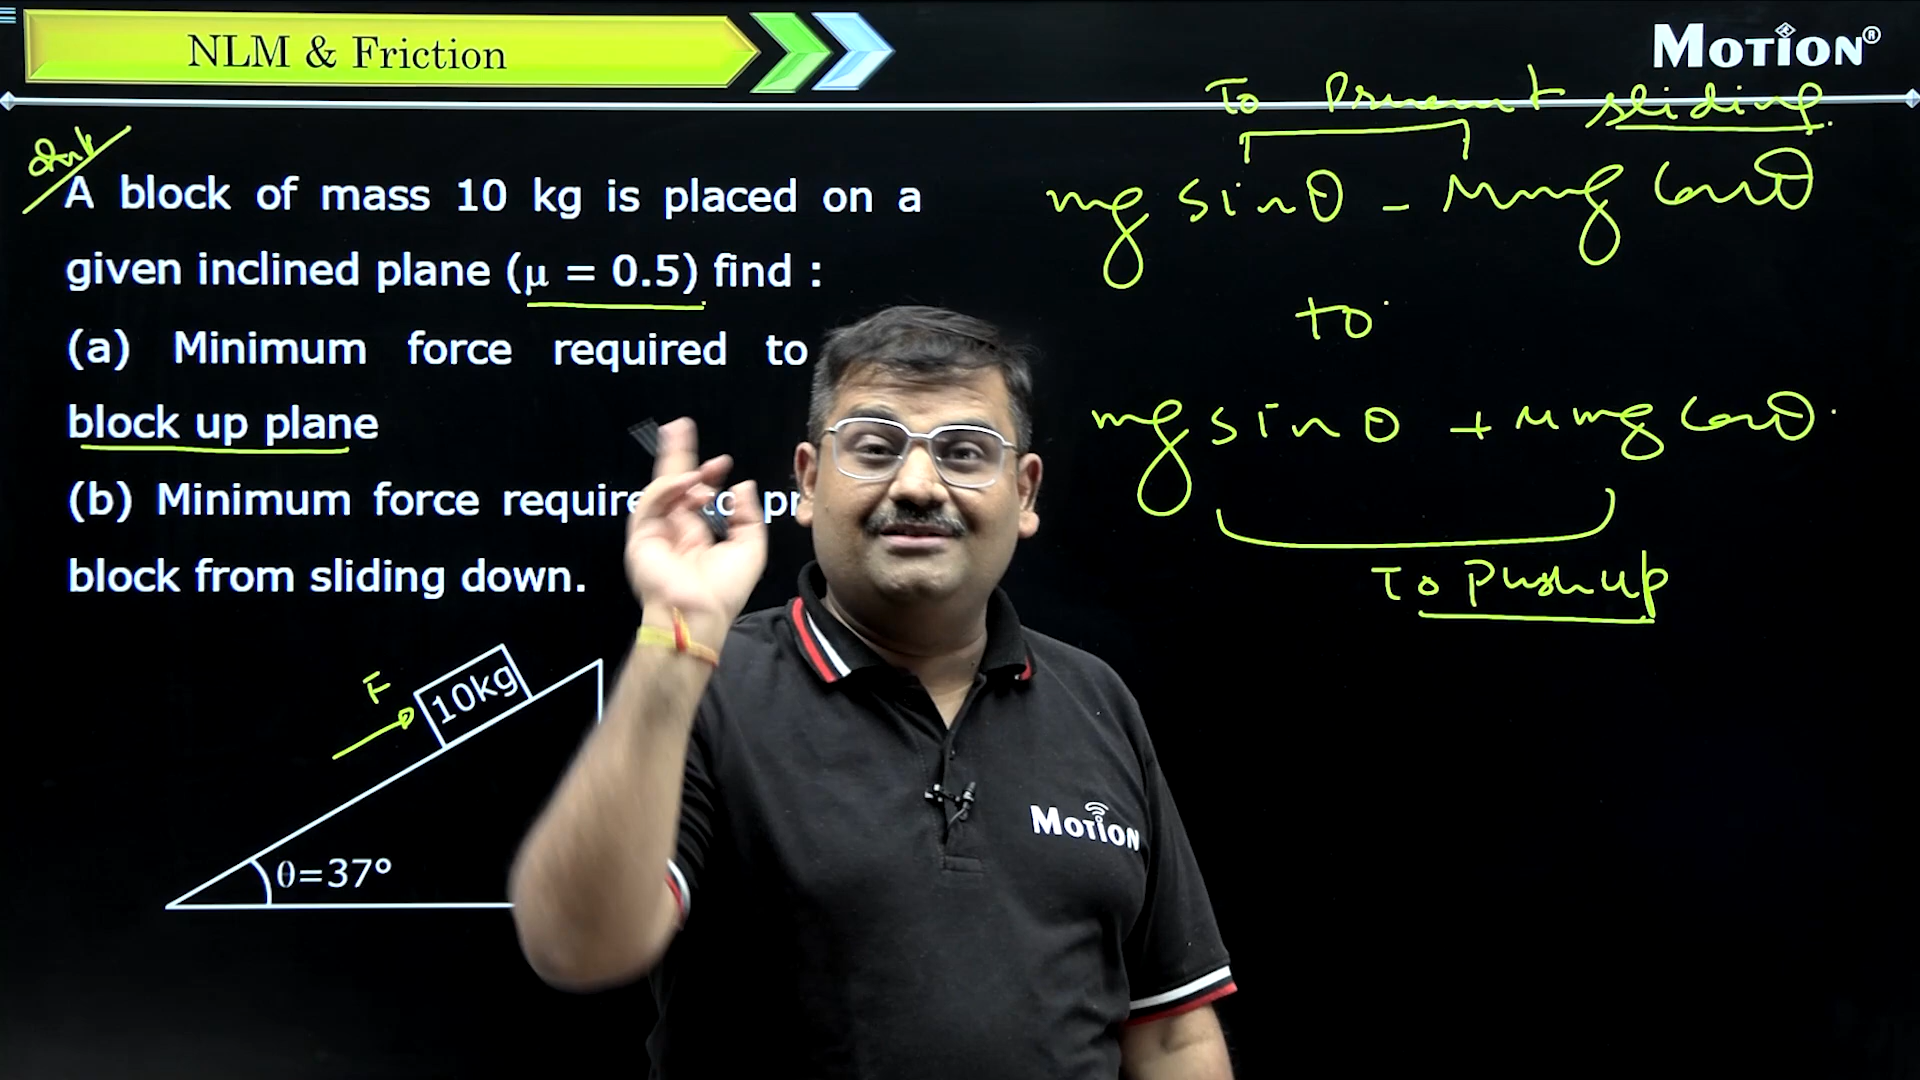 NLM & Friction
MOTION®
A block of mass 10 kg is placed on a
given inclined plane (μ = 0.5) find :
(a) Minimum force required to
block up plane
(b) Minimum force require to pr
block from sliding down.
F
10kg
θ=37°
To Prevent sliding
mg sinθ - μmg cosθ
to
mg sinθ + μmg cosθ
To Push up
MOTION